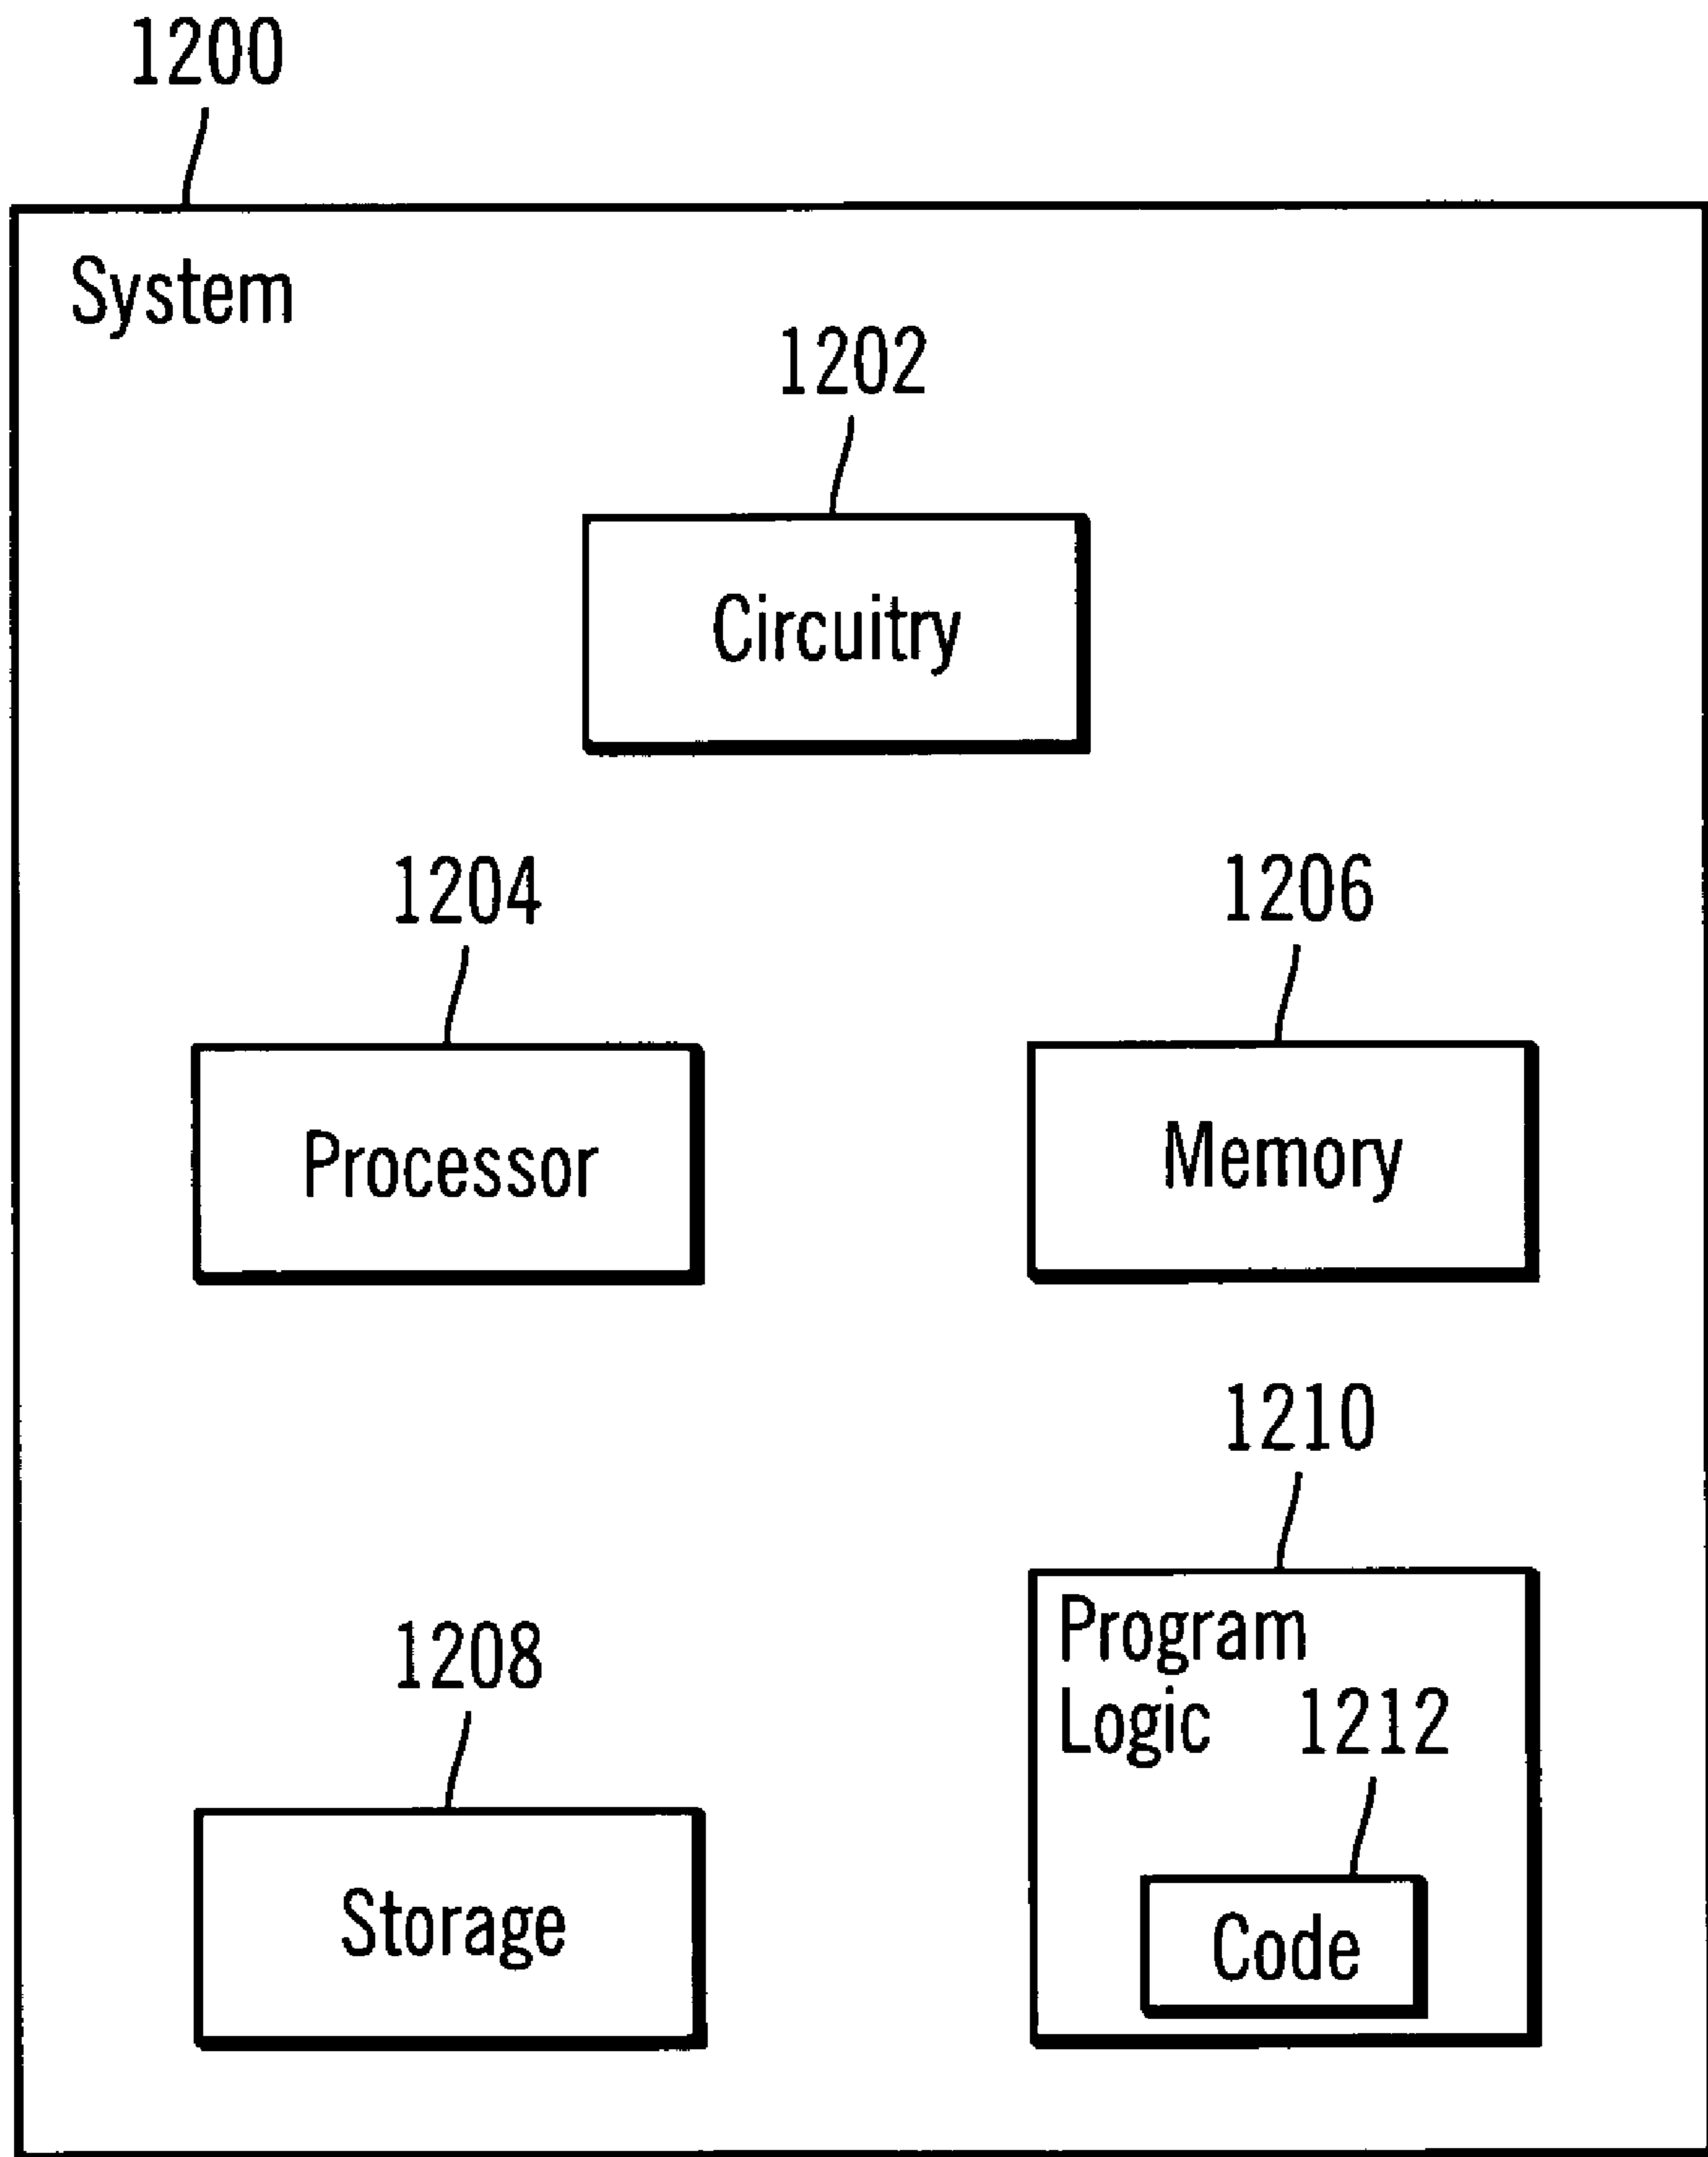 1200
System
1202
Circuitry
1204
1206
Processor
Memory
1210
1208
Program
Logic
1212
Storage
Code